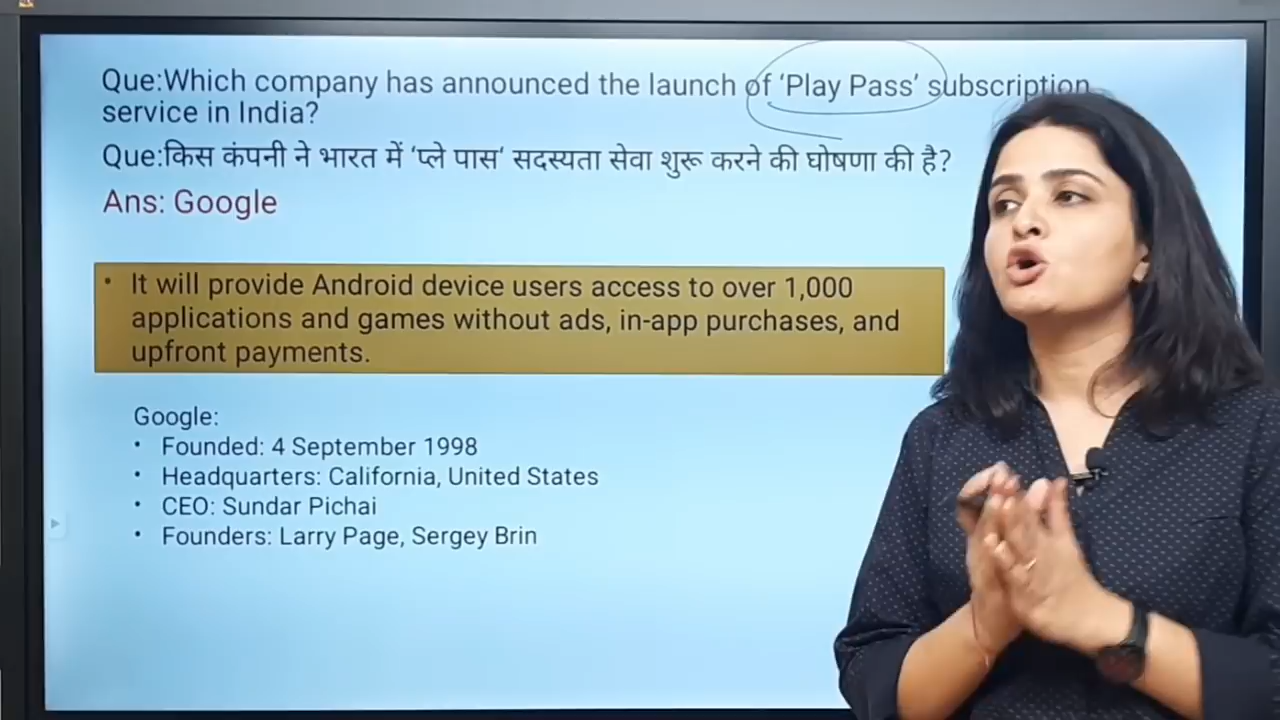 Que:Which company has announced the launch of ‘Play Pass’ subscription
service in India?
Que:किस कंपनी ने भारत में ‘प्ले पास’ सदस्यता सेवा शुरू करने की घोषणा की है?
Ans: Google
• It will provide Android device users access to over 1,000
applications and games without ads, in-app purchases, and
upfront payments.
Google:
• Founded: 4 September 1998
• Headquarters: California, United States
• CEO: Sundar Pichai
• Founders: Larry Page, Sergey Brin